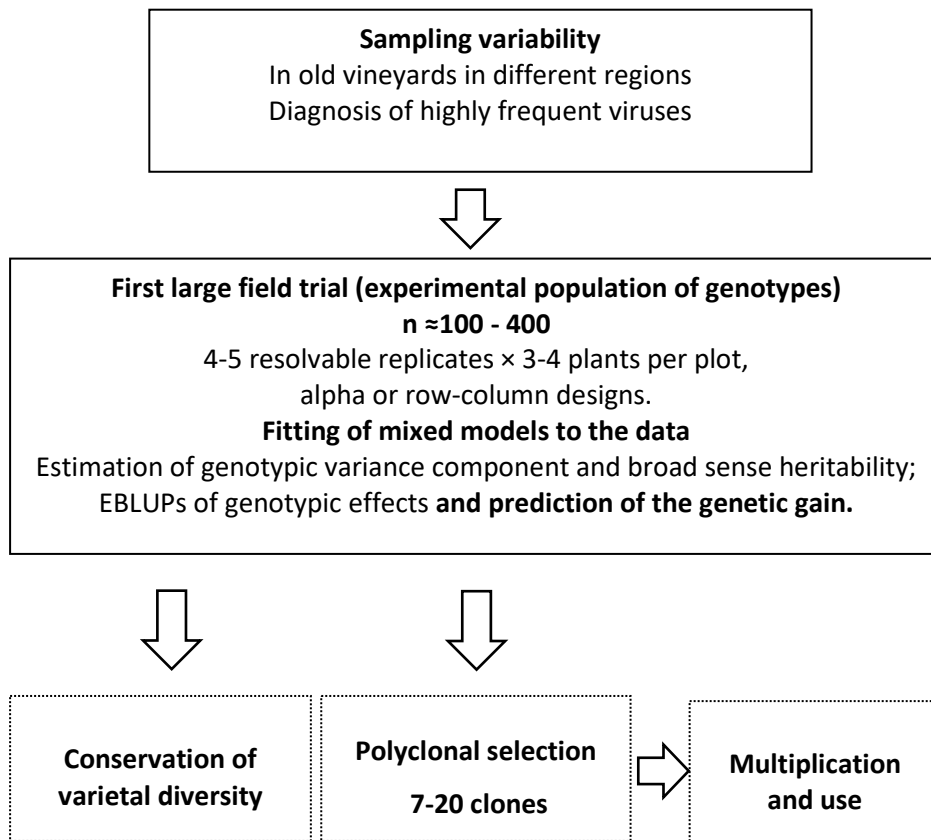 Sampling variability
In old vineyards in different regions
Diagnosis of highly frequent viruses
First large field trial (experimental population of genotypes)
n ≈100 - 400
4-5 resolvable replicates × 3-4 plants per plot,
alpha or row-column designs.
Fitting of mixed models to the data
Estimation of genotypic variance component and broad sense heritability;
EBLUPs of genotypic effects and prediction of the genetic gain.
Conservation of
varietal diversity
Polyclonal selection
7-20 clones
Multiplication
and use